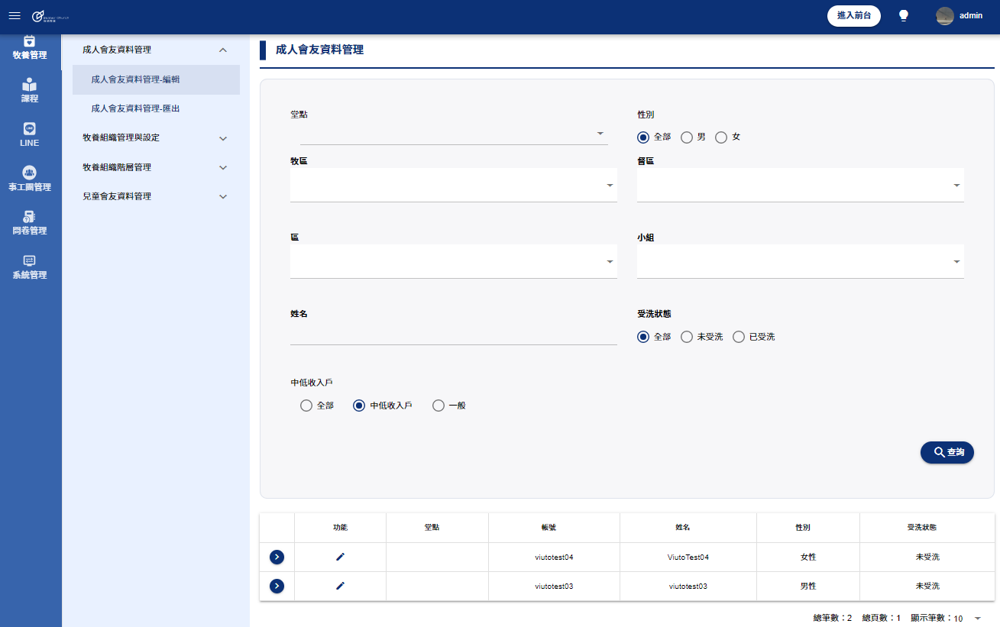 Banner Church
進入前台
admin
牧養管理
課程
LINE
事工團管理
問卷管理
系統管理
成人會友資料管理
成人會友資料管理-編輯
成人會友資料管理-匯出
牧養組織管理與設定
牧養組織階層管理
兒童會友資料管理
成人會友資料管理
堂點
性別
全部 男 女
牧區
督區
區
小組
姓名
受洗狀態
全部 未受洗 已受洗
中低收入戶
全部 中低收入戶 一般
查詢
功能 堂點 帳號 姓名 性別 受洗狀態
viutotest04 ViutoTest04 女性 未受洗
viutotest03 viutotest03 男性 未受洗
總筆數：2 總頁數：1 顯示筆數：10